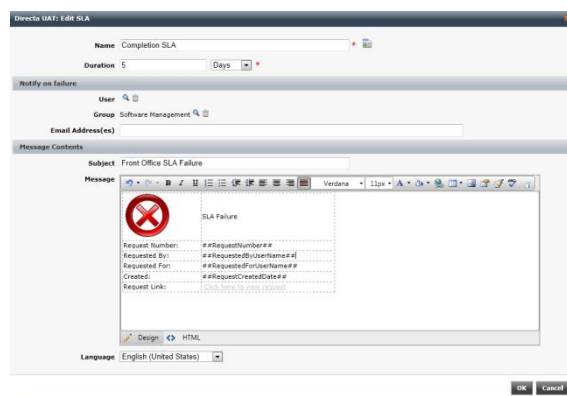 Directa UAT: Edit SLA
Name Completion SLA *
Duration 5 Days *
Notify on failure
User
Group Software Management
Email Address(es)
Message Contents
Subject Front Office SLA Failure
Message
B I U Verdana 11px A
SLA Failure
Request Number: ##RequestNumber##
Requested By: ##RequestedByUserName##
Requested For: ##RequestedForUserName##
Created: ##RequestCreatedDate##
Request Link: Click here to view request
Design HTML
Language English (United States)
OK Cancel